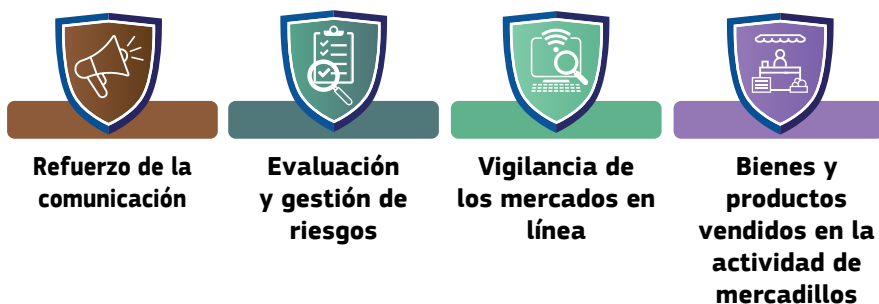 Refuerzo de la
comunicación
Evaluación
y gestión de
riesgos
Vigilancia de
los mercados en
línea
Bienes y
productos
vendidos en la
actividad de
mercadillos